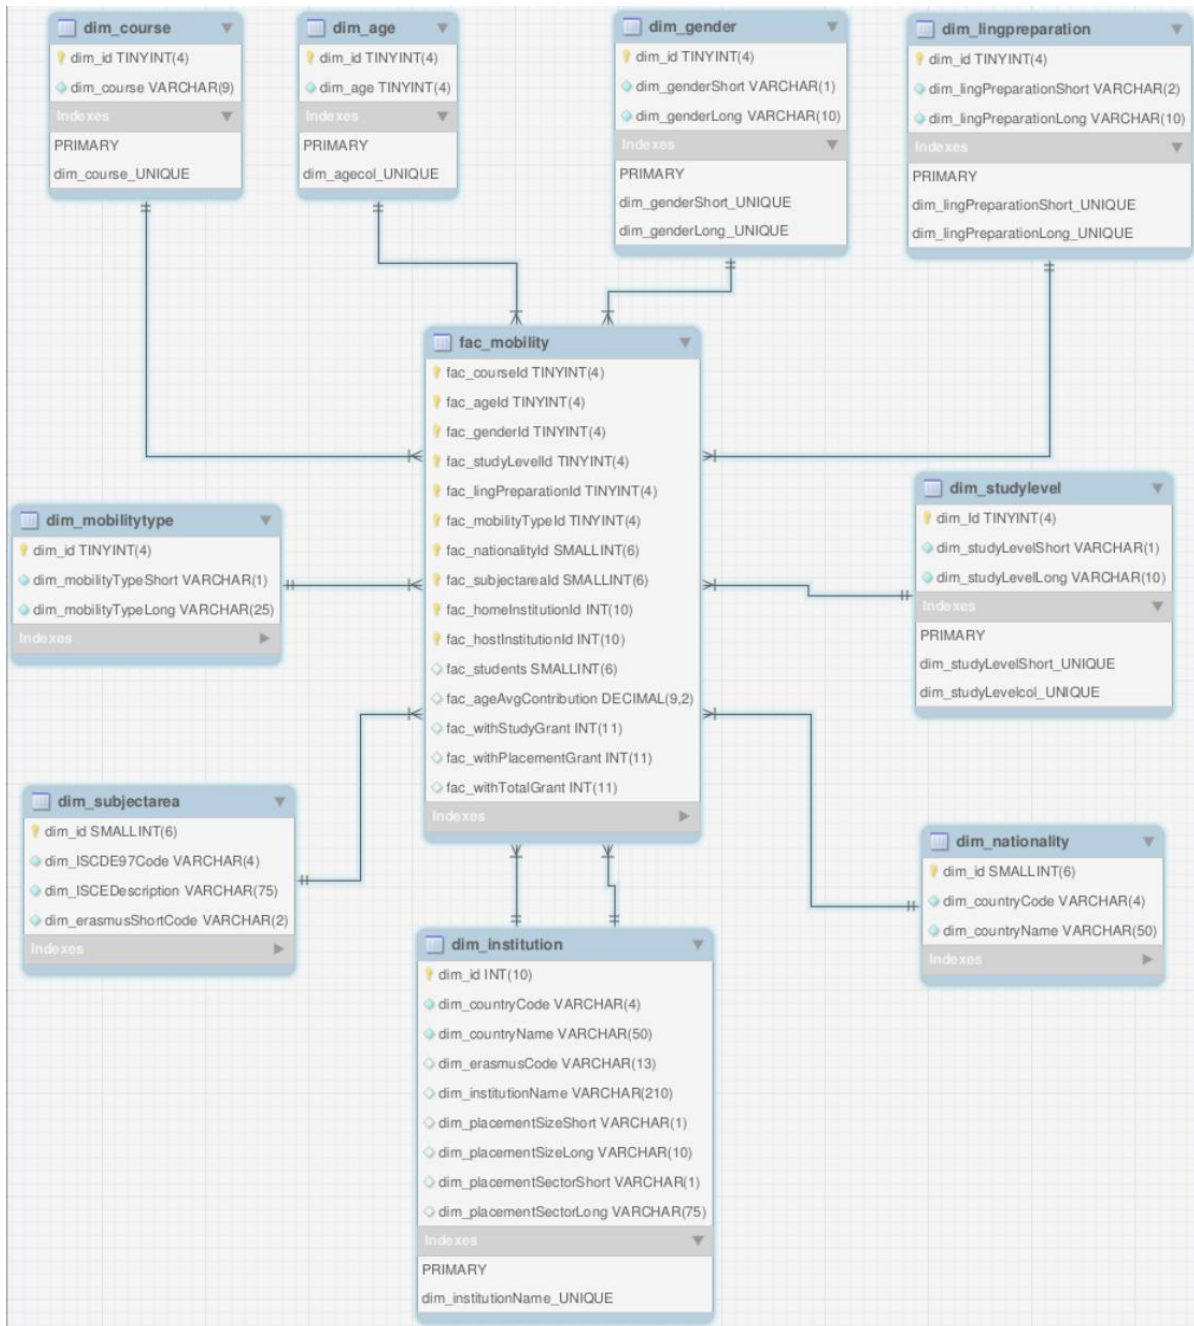 dim_course
dim_id TINYINT(4)
dim_course VARCHAR(9)
Indexes
PRIMARY
dim_course_UNIQUE
dim_age
dim_id TINYINT(4)
dim_age TINYINT(4)
Indexes
PRIMARY
dim_agecol_UNIQUE
dim_gender
dim_id TINYINT(4)
dim_genderShort VARCHAR(1)
dim_genderLong VARCHAR(10)
Indexes
PRIMARY
dim_genderShort_UNIQUE
dim_genderLong_UNIQUE
dim_lingpreparation
dim_id TINYINT(4)
dim_lingPreparationShort VARCHAR(2)
dim_lingPreparationLong VARCHAR(10)
Indexes
PRIMARY
dim_lingPreparationShort_UNIQUE
dim_lingPreparationLong_UNIQUE
fac_mobility
fac_courseId TINYINT(4)
fac_ageId TINYINT(4)
fac_genderId TINYINT(4)
fac_studyLevelId TINYINT(4)
fac_lingPreparationId TINYINT(4)
fac_mobilityTypeId TINYINT(4)
fac_nationalityId SMALLINT(6)
fac_subjectareaId SMALLINT(6)
fac_homeInstitutionId INT(10)
fac_hostInstitutionId INT(10)
fac_students SMALLINT(6)
fac_ageAvgContribution DECIMAL(9,2)
fac_withStudyGrant INT(11)
fac_withPlacementGrant INT(11)
fac_withTotalGrant INT(11)
Indexes
dim_mobilitytype
dim_id TINYINT(4)
dim_mobilityTypeShort VARCHAR(1)
dim_mobilityTypeLong VARCHAR(25)
Indexes
dim_studylevel
dim_Id TINYINT(4)
dim_studyLevelShort VARCHAR(1)
dim_studyLevelLong VARCHAR(10)
Indexes
PRIMARY
dim_studyLevelShort_UNIQUE
dim_studyLevelcol_UNIQUE
dim_subjectarea
dim_id SMALLINT(6)
dim_ISCDE97Code VARCHAR(4)
dim_ISCEDescription VARCHAR(75)
dim_erasmusShortCode VARCHAR(2)
Indexes
dim_nationality
dim_id SMALLINT(6)
dim_countryCode VARCHAR(4)
dim_countryName VARCHAR(50)
Indexes
dim_institution
dim_id INT(10)
dim_countryCode VARCHAR(4)
dim_countryName VARCHAR(50)
dim_erasmusCode VARCHAR(13)
dim_institutionName VARCHAR(210)
dim_placementSizeShort VARCHAR(1)
dim_placementSizeLong VARCHAR(10)
dim_placementSectorShort VARCHAR(1)
dim_placementSectorLong VARCHAR(75)
Indexes
PRIMARY
dim_institutionName_UNIQUE